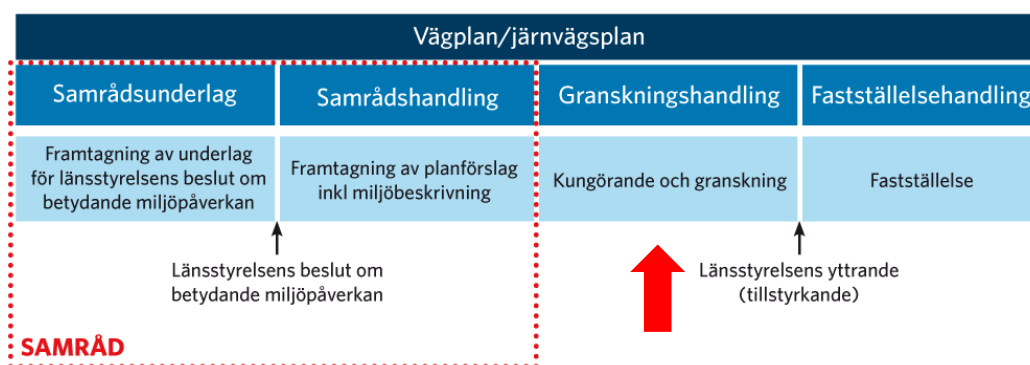 Vägplan/järnvägsplan
Samrådsunderlag
Samrådshandling
Granskningshandling
Fastställelsehandling
Framtagning av underlag
för länsstyrelsens beslut om
betydande miljöpåverkan
Framtagning av planförslag
inkl miljöbeskrivning
Kungörande och granskning
Fastställelse
Länsstyrelsens beslut om
betydande miljöpåverkan
Länsstyrelsens yttrande
(tillstyrkande)
SAMRÅD